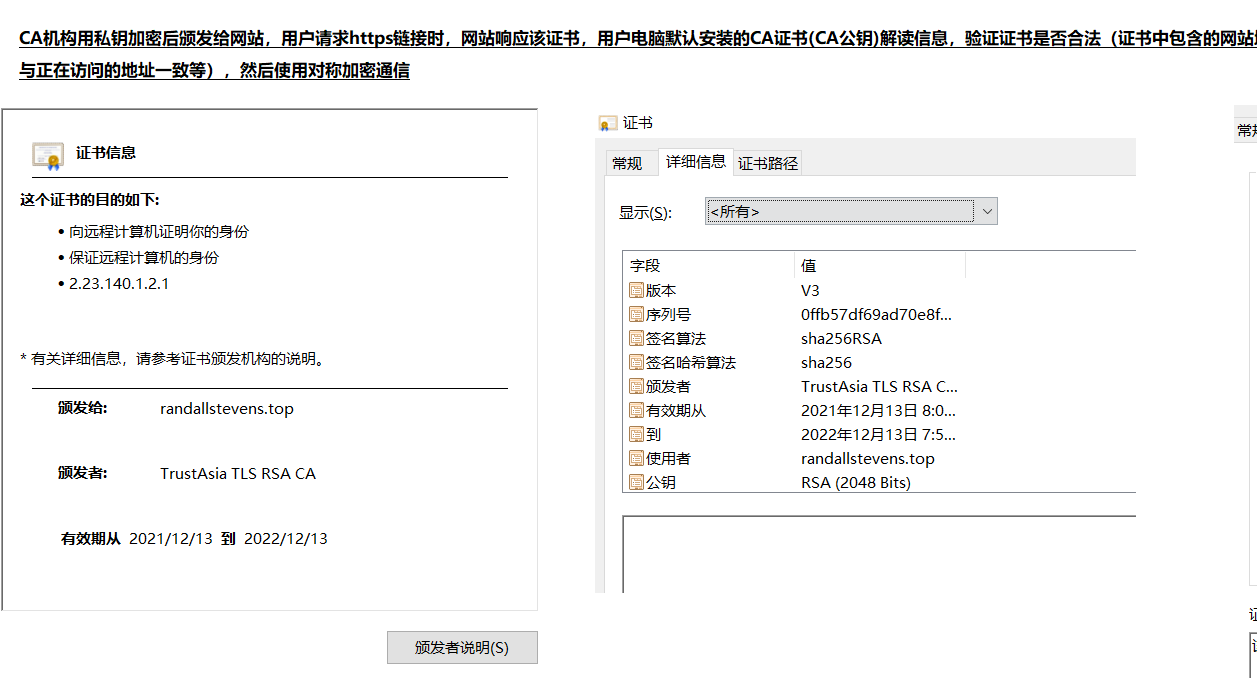 CA机构用私钥加密后颁发给网站，用户请求https链接时，网站响应该证书，用户电脑默认安装的CA证书(CA公钥)解读信息，验证证书是否合法（证书中包含的网站
与正在访问的地址一致等），然后使用对称加密通信
证书信息
这个证书的目的如下:
• 向远程计算机证明你的身份
• 保证远程计算机的身份
• 2.23.140.1.2.1
* 有关详细信息，请参考证书颁发机构的说明。
颁发给: randallstevens.top
颁发者: TrustAsia TLS RSA CA
有效期从 2021/12/13 到 2022/12/13
颁发者说明(S)
证书
常规 详细信息 证书路径
显示(S): <所有>
字段 值
版本 V3
序列号 0ffb57df69ad70e8f...
签名算法 sha256RSA
签名哈希算法 sha256
颁发者 TrustAsia TLS RSA C...
有效期从 2021年12月13日 8:0...
到 2022年12月13日 7:5...
使用者 randallstevens.top
公钥 RSA (2048 Bits)
常